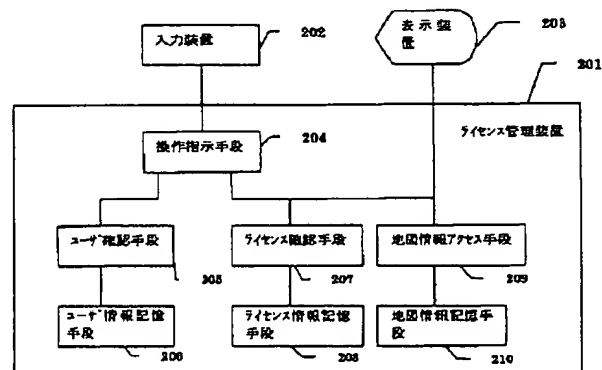 入力装置
202
表示装
置
203
201
ライセンス管理装置
操作指示手段
204
ユーザ確認手段
205
ライセンス確認手段
207
地図情報アクセス手段
209
ユーザ情報記憶
手段
206
ライセンス情報記憶
手段
208
地図情報記憶手
段
210